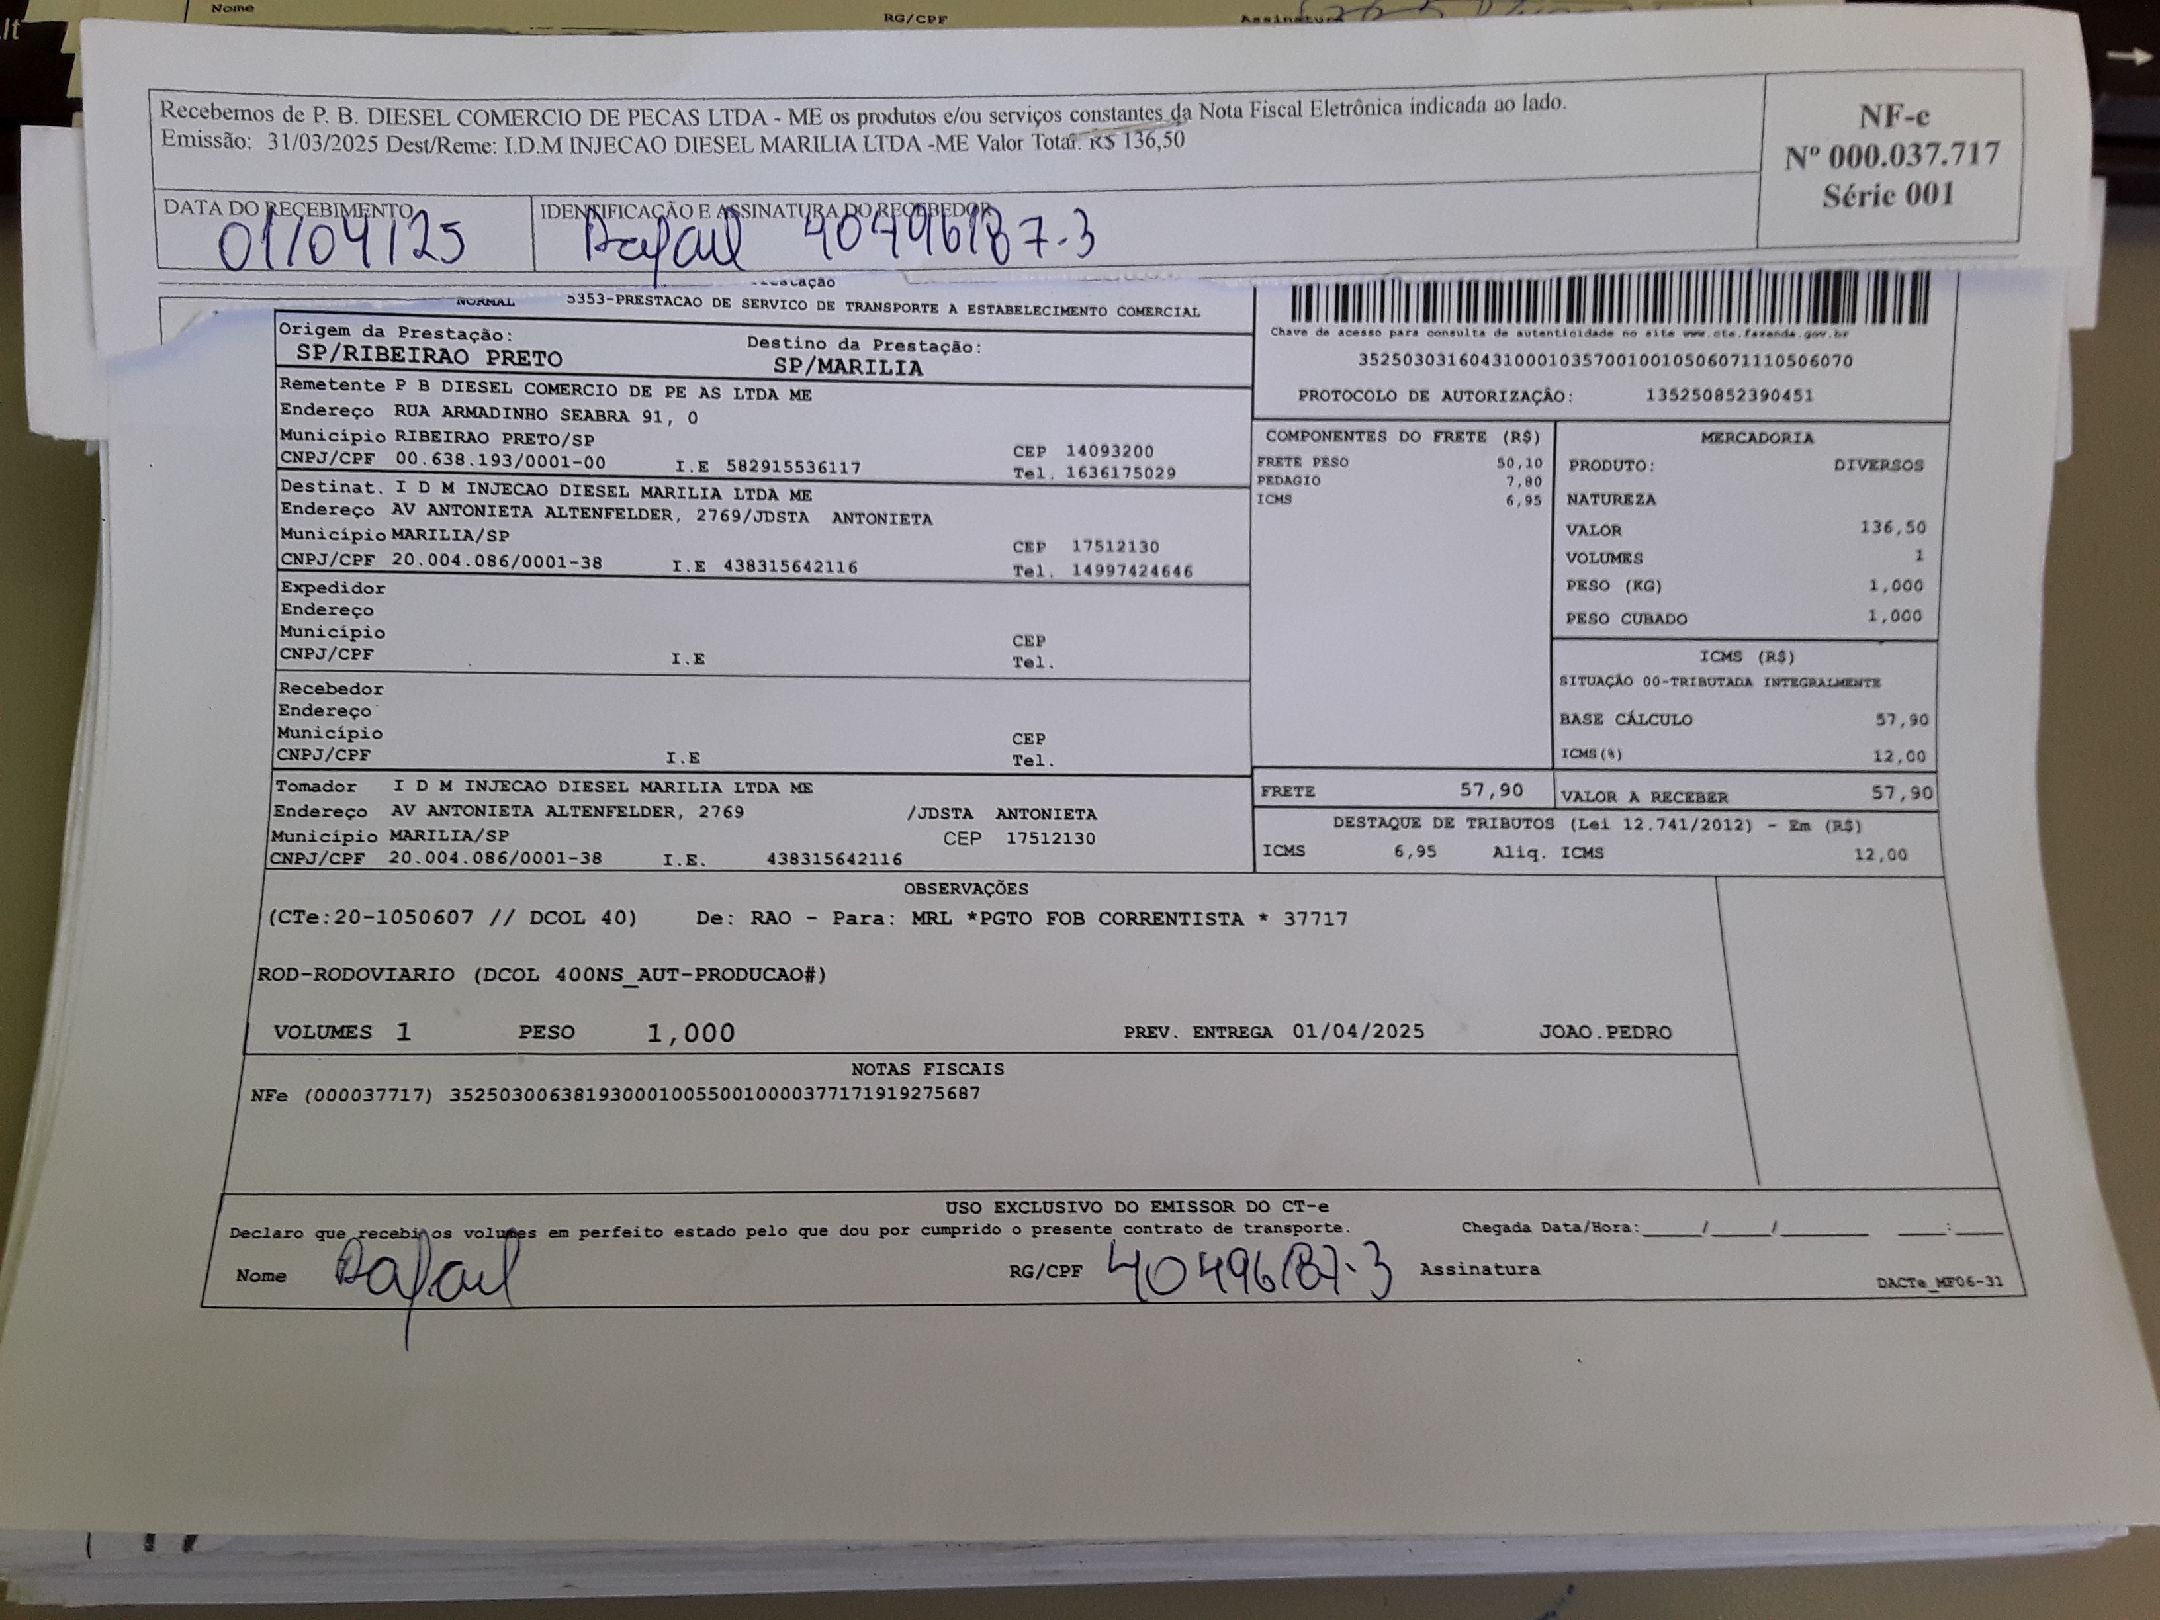 Nome RG/CPF Assinatura
lt
Recebemos de P. B. DIESEL COMERCIO DE PECAS LTDA - ME os produtos e/ou serviços constantes da Nota Fiscal Eletrônica indicada ao lado.
Emissão: 31/03/2025 Dest/Reme: I.D.M INJECAO DIESEL MARILIA LTDA -ME Valor Total: R$ 136,50
NF-e
Nº 000.037.717
Série 001
DATA DO RECEBIMENTO
01/04/25
IDENTIFICAÇÃO E ASSINATURA DO RECEBEDOR
Rafael 40496187-3
NORMAL 5353-PRESTACAO DE SERVICO DE TRANSPORTE A ESTABELECIMENTO COMERCIAL
Origem da Prestação:
SP/RIBEIRAO PRETO
Destino da Prestação:
SP/MARILIA
Chave de acesso para consulta de autenticidade no site www.cte.fazenda.gov.br
35250303160431000103570010010506071110506070
PROTOCOLO DE AUTORIZAÇÂO: 135250852390451
Remetente P B DIESEL COMERCIO DE PE AS LTDA ME
Endereço RUA ARMADINHO SEABRA 91, 0
Município RIBEIRAO PRETO/SP CEP 14093200
CNPJ/CPF 00.638.193/0001-00 I.E 582915536117 Tel. 1636175029
Destinat. I D M INJECAO DIESEL MARILIA LTDA ME
Endereço AV ANTONIETA ALTENFELDER, 2769/JDSTA ANTONIETA
Município MARILIA/SP CEP 17512130
CNPJ/CPF 20.004.086/0001-38 I.E 438315642116 Tel. 14997424646
Expedidor
Endereço
Município CEP
CNPJ/CPF I.E Tel.
Recebedor
Endereço
Município CEP
CNPJ/CPF I.E Tel.
Tomador I D M INJECAO DIESEL MARILIA LTDA ME
Endereço AV ANTONIETA ALTENFELDER, 2769 /JDSTA ANTONIETA
Município MARILIA/SP CEP 17512130
CNPJ/CPF 20.004.086/0001-38 I.E. 438315642116
COMPONENTES DO FRETE (R$)
FRETE PESO 50,10
PEDAGIO 7,80
ICMS 6,95
MERCADORIA
PRODUTO: DIVERSOS
NATUREZA
VALOR 136,50
VOLUMES 1
PESO (KG) 1,000
PESO CUBADO 1,000
ICMS (R$)
SITUAÇÃO 00-TRIBUTADA INTEGRALMENTE
BASE CÁLCULO 57,90
ICMS(%) 12,00
FRETE 57,90 VALOR A RECEBER 57,90
DESTAQUE DE TRIBUTOS (Lei 12.741/2012) - Em (R$)
ICMS 6,95 Aliq. ICMS 12,00
OBSERVAÇÕES
(CTe:20-1050607 // DCOL 40) De: RAO - Para: MRL *PGTO FOB CORRENTISTA * 37717
ROD-RODOVIARIO (DCOL 400NS_AUT-PRODUCAO#)
VOLUMES 1 PESO 1,000 PREV. ENTREGA 01/04/2025 JOAO.PEDRO
NOTAS FISCAIS
NFe (000037717) 35250300638193000100550010000377171919275687
USO EXCLUSIVO DO EMISSOR DO CT-e
Declaro que recebi os volumes em perfeito estado pelo que dou por cumprido o presente contrato de transporte. Chegada Data/Hora:____/____/______ ___:___
Nome Rafael RG/CPF 40496187-3 Assinatura
DACTe_MF06-31